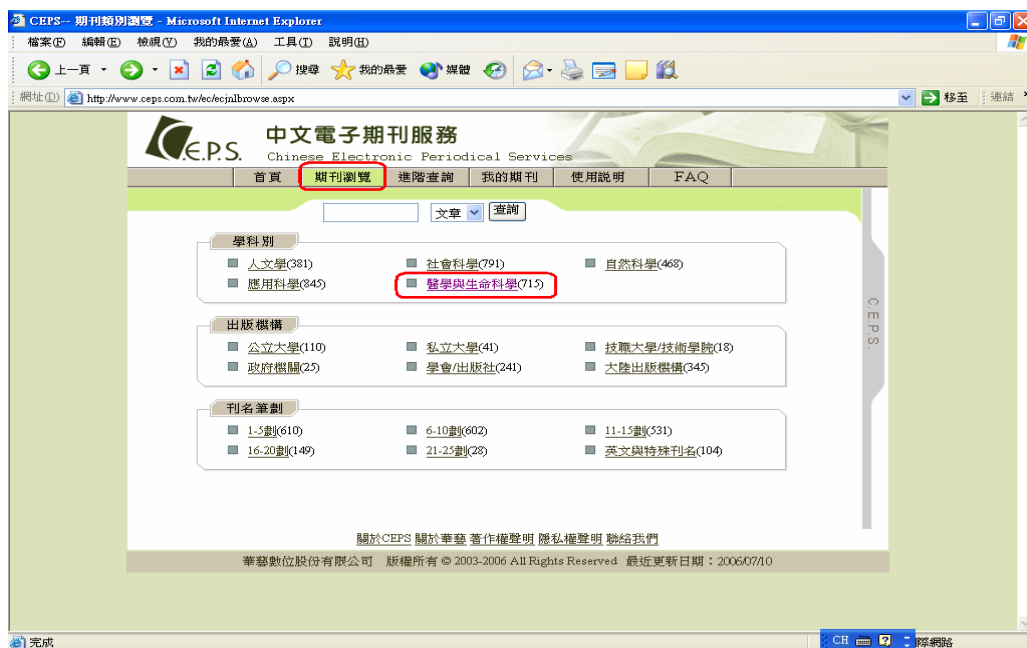 CEPS-- 期刊類別瀏覽 - Microsoft Internet Explorer
檔案(F) 編輯(E) 檢視(V) 我的最愛(A) 工具(T) 說明(H)
上一頁 搜尋 我的最愛 媒體
網址(D) http://www.ceps.com.tw/ec/ecjnlbrowse.aspx 移至 連結
C.E.P.S. 中文電子期刊服務
Chinese Electronic Periodical Services
首頁 期刊瀏覽 進階查詢 我的期刊 使用說明 FAQ
文章 查詢
學科別
人文學(381) 社會科學(791) 自然科學(468)
應用科學(845) 醫學與生命科學(715)
出版機構
公立大學(110) 私立大學(41) 技職大學/技術學院(18)
政府機關(25) 學會/出版社(241) 大陸出版機構(345)
刊名筆劃
1-5劃(610) 6-10劃(602) 11-15劃(531)
16-20劃(149) 21-25劃(28) 英文與特殊刊名(104)
C.E.P.S.
關於CEPS 關於華藝 著作權聲明 隱私權聲明 聯絡我們
華藝數位股份有限公司 版權所有 © 2003-2006 All Rights Reserved 最近更新日期：2006/07/10
完成 CH 際網路